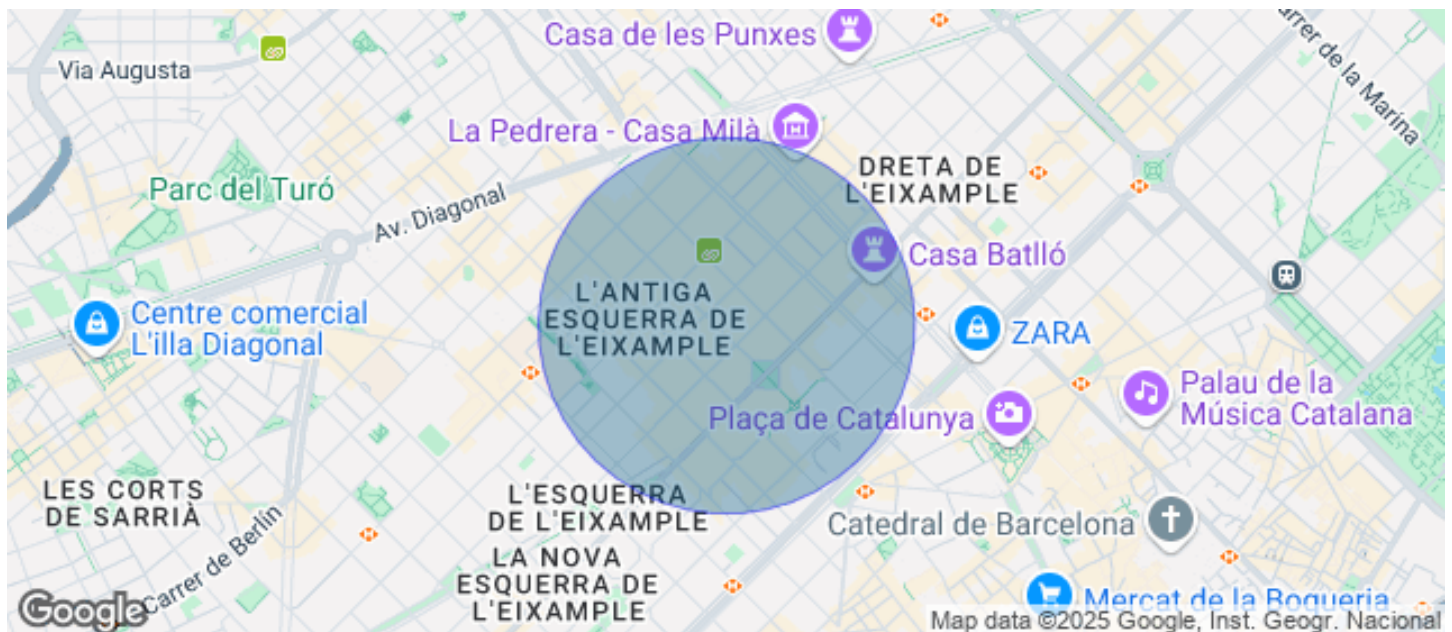 Casa de les Punxes
Via Augusta
Carrer de la Marina
La Pedrera - Casa Milà
DRETA DE
L'EIXAMPLE
Parc del Turó
Av. Diagonal
Casa Batlló
L'ANTIGA
ESQUERRA DE
L'EIXAMPLE
Centre comercial
L'illa Diagonal
ZARA
Palau de la
Música Catalana
Plaça de Catalunya
LES CORTS
DE SARRIÀ
L'ESQUERRA
DE L'EIXAMPLE
Catedral de Barcelona
LA NOVA
ESQUERRA DE
L'EIXAMPLE
Carrer de Berlín
Mercat de la Boqueria
Google
Map data ©2025 Google, Inst. Geogr. Nacional